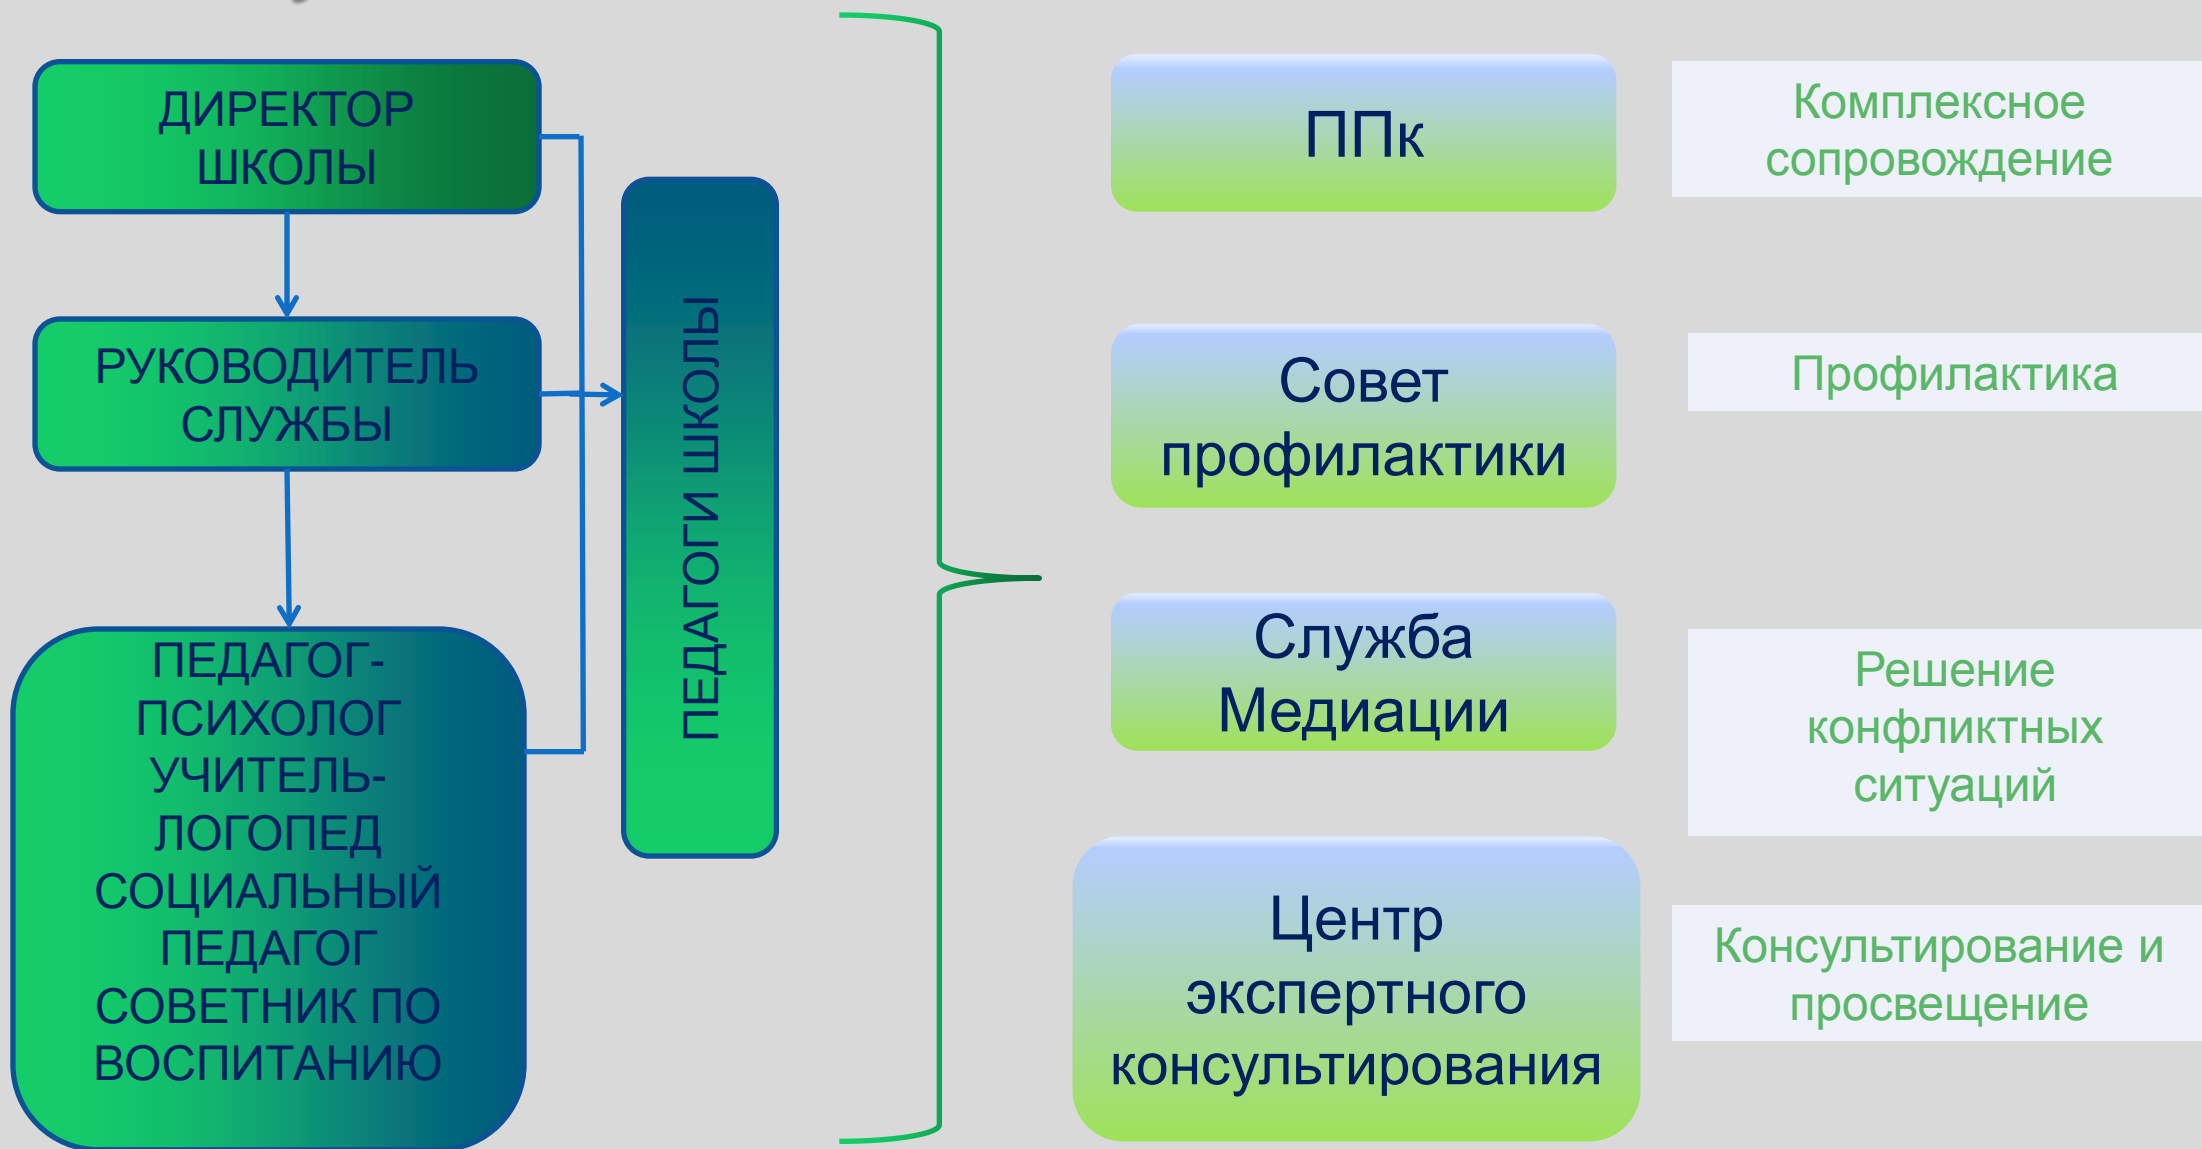 ДИРЕКТОР
ШКОЛЫ
РУКОВОДИТЕЛЬ
СЛУЖБЫ
ПЕДАГОГ-
ПСИХОЛОГ
УЧИТЕЛЬ-
ЛОГОПЕД
СОЦИАЛЬНЫЙ
ПЕДАГОГ
СОВЕТНИК ПО
ВОСПИТАНИЮ
ПЕДАГОГИ ШКОЛЫ
ППк
Комплексное
сопровождение
Совет
профилактики
Профилактика
Служба
Медиации
Решение
конфликтных
ситуаций
Центр
экспертного
консультирования
Консультирование и
просвещение